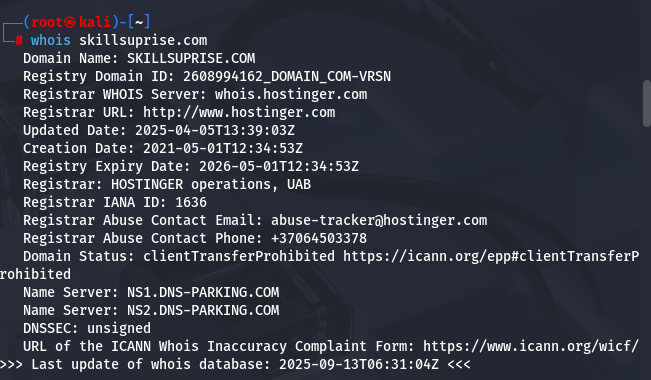 ┌──(root㉿kali)-[~]
└─# whois skillsuprise.com
Domain Name: SKILLSUPRISE.COM
Registry Domain ID: 2608994162_DOMAIN_COM-VRSN
Registrar WHOIS Server: whois.hostinger.com
Registrar URL: http://www.hostinger.com
Updated Date: 2025-04-05T13:39:03Z
Creation Date: 2021-05-01T12:34:53Z
Registry Expiry Date: 2026-05-01T12:34:53Z
Registrar: HOSTINGER operations, UAB
Registrar IANA ID: 1636
Registrar Abuse Contact Email: abuse-tracker@hostinger.com
Registrar Abuse Contact Phone: +37064503378
Domain Status: clientTransferProhibited https://icann.org/epp#clientTransferP
rohibited
Name Server: NS1.DNS-PARKING.COM
Name Server: NS2.DNS-PARKING.COM
DNSSEC: unsigned
URL of the ICANN Whois Inaccuracy Complaint Form: https://www.icann.org/wicf/
>>> Last update of whois database: 2025-09-13T06:31:04Z <<<